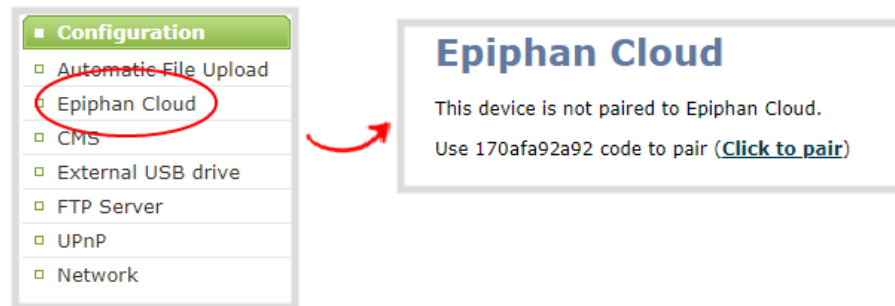 Configuration
Automatic File Upload
Epiphan Cloud
CMS
External USB drive
FTP Server
UPnP
Network
Epiphan Cloud
This device is not paired to Epiphan Cloud.
Use 170afa92a92 code to pair (Click to pair)